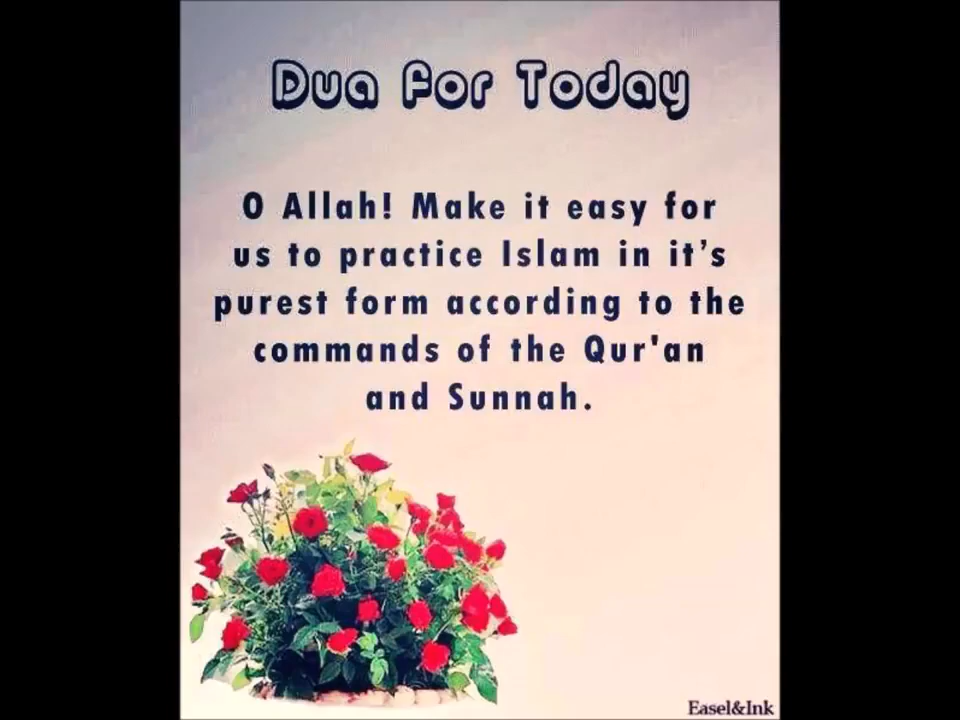 Dua for Today
O Allah! Make it easy for
us to practice Islam in it’s
purest form according to the
commands of the Qur'an
and Sunnah.
Easel&Ink